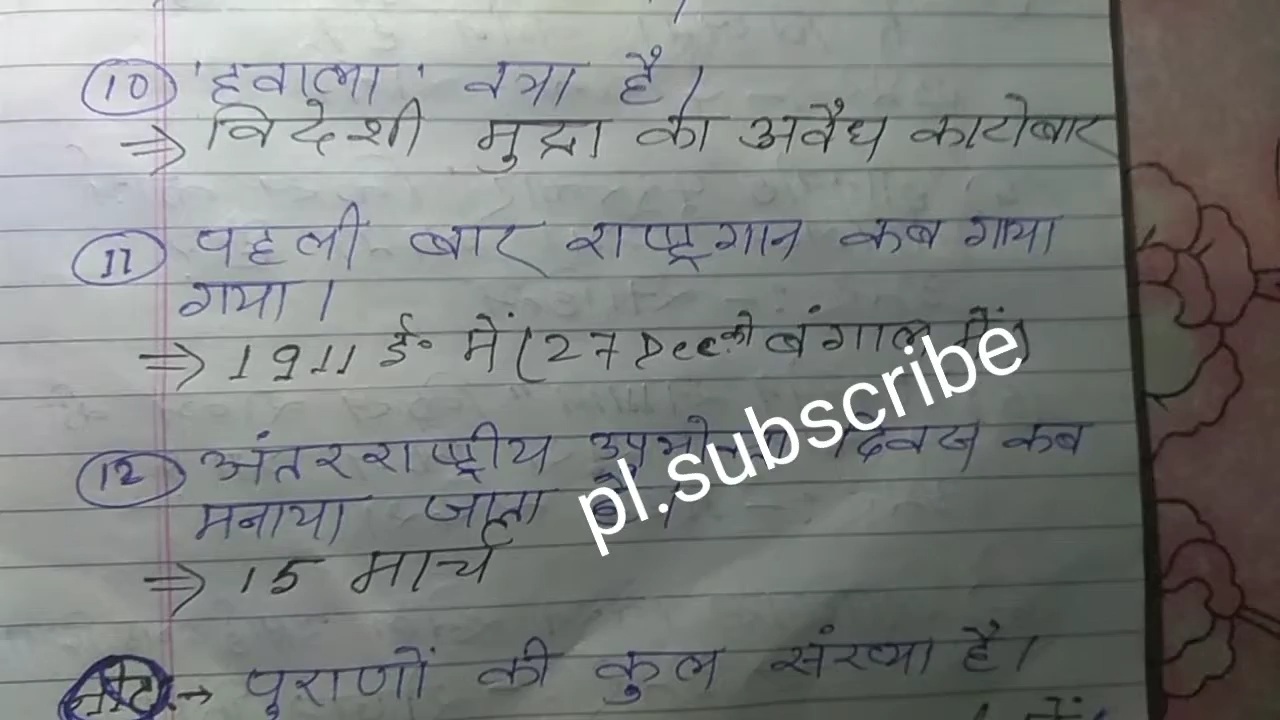 10 'हवाला' क्या है।
⇒ विदेशी मुद्रा का अवैध कारोबार
11 पहली बार राष्ट्रगान कब गाया
गया।
⇒ 1911 ई॰ में (27 Dec को बंगाल में)
12 अंतरराष्ट्रीय उपभोक्ता दिवस कब
मनाया जाता है।
⇒ 15 मार्च
pl.subscribe
→ पुराणों की कुल संख्या है।